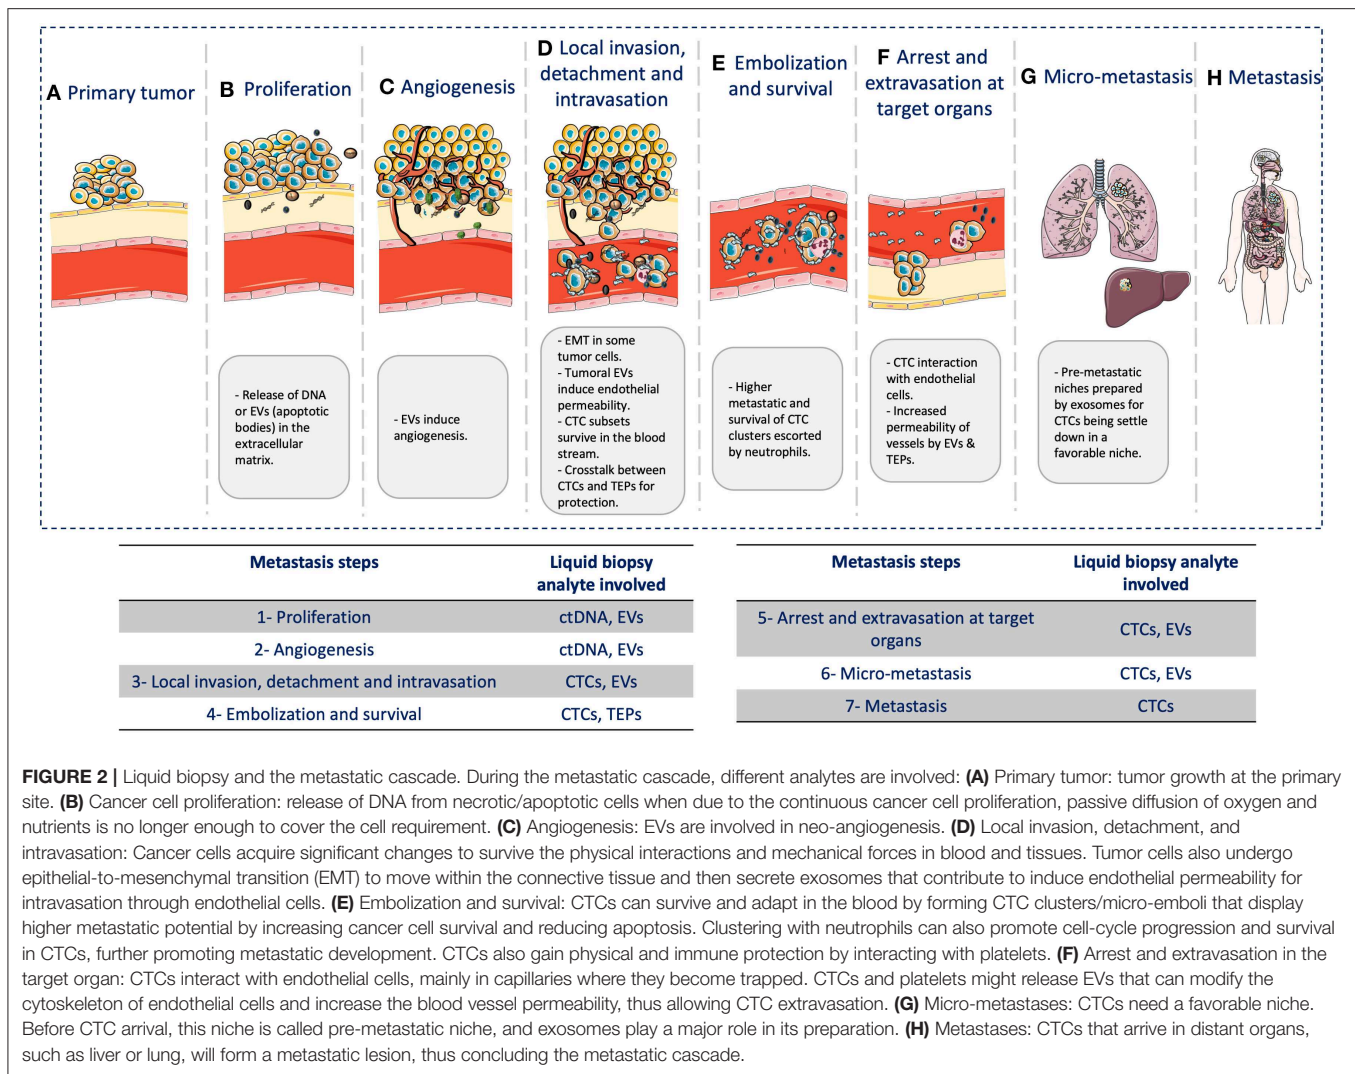 A Primary tumor
B Proliferation
C Angiogenesis
D Local invasion,
detachment and
intravasation
E Embolization
and survival
F Arrest and
extravasation at
target organs
G Micro-metastasis
H Metastasis
- Release of DNA
or EVs (apoptotic
bodies) in the
extracellular
matrix.
- EVs induce
angiogenesis.
- EMT in some
tumor cells.
- Tumoral EVs
induce endothelial
permeability.
- CTC subsets
survive in the blood
stream.
- Crosstalk between
CTCs and TEPs for
protection.
- Higher
metastatic and
survival of CTC
clusters escorted
by neutrophils.
- CTC interaction
with endothelial
cells.
- Increased
permeability of
vessels by EVs &
TEPs.
- Pre-metastatic
niches prepared
by exosomes for
CTCs being settle
down in a
favorable niche.
Metastasis steps
Liquid biopsy
analyte involved
1- Proliferation
ctDNA, EVs
2- Angiogenesis
ctDNA, EVs
3- Local invasion, detachment and intravasation
CTCs, EVs
4- Embolization and survival
CTCs, TEPs
Metastasis steps
Liquid biopsy analyte
involved
5- Arrest and extravasation at target
organs
CTCs, EVs
6- Micro-metastasis
CTCs, EVs
7- Metastasis
CTCs
FIGURE 2 | Liquid biopsy and the metastatic cascade. During the metastatic cascade, different analytes are involved: (A) Primary tumor: tumor growth at the primary
site. (B) Cancer cell proliferation: release of DNA from necrotic/apoptotic cells when due to the continuous cancer cell proliferation, passive diffusion of oxygen and
nutrients is no longer enough to cover the cell requirement. (C) Angiogenesis: EVs are involved in neo-angiogenesis. (D) Local invasion, detachment, and
intravasation: Cancer cells acquire significant changes to survive the physical interactions and mechanical forces in blood and tissues. Tumor cells also undergo
epithelial-to-mesenchymal transition (EMT) to move within the connective tissue and then secrete exosomes that contribute to induce endothelial permeability for
intravasation through endothelial cells. (E) Embolization and survival: CTCs can survive and adapt in the blood by forming CTC clusters/micro-emboli that display
higher metastatic potential by increasing cancer cell survival and reducing apoptosis. Clustering with neutrophils can also promote cell-cycle progression and survival
in CTCs, further promoting metastatic development. CTCs also gain physical and immune protection by interacting with platelets. (F) Arrest and extravasation in the
target organ: CTCs interact with endothelial cells, mainly in capillaries where they become trapped. CTCs and platelets might release EVs that can modify the
cytoskeleton of endothelial cells and increase the blood vessel permeability, thus allowing CTC extravasation. (G) Micro-metastases: CTCs need a favorable niche.
Before CTC arrival, this niche is called pre-metastatic niche, and exosomes play a major role in its preparation. (H) Metastases: CTCs that arrive in distant organs,
such as liver or lung, will form a metastatic lesion, thus concluding the metastatic cascade.